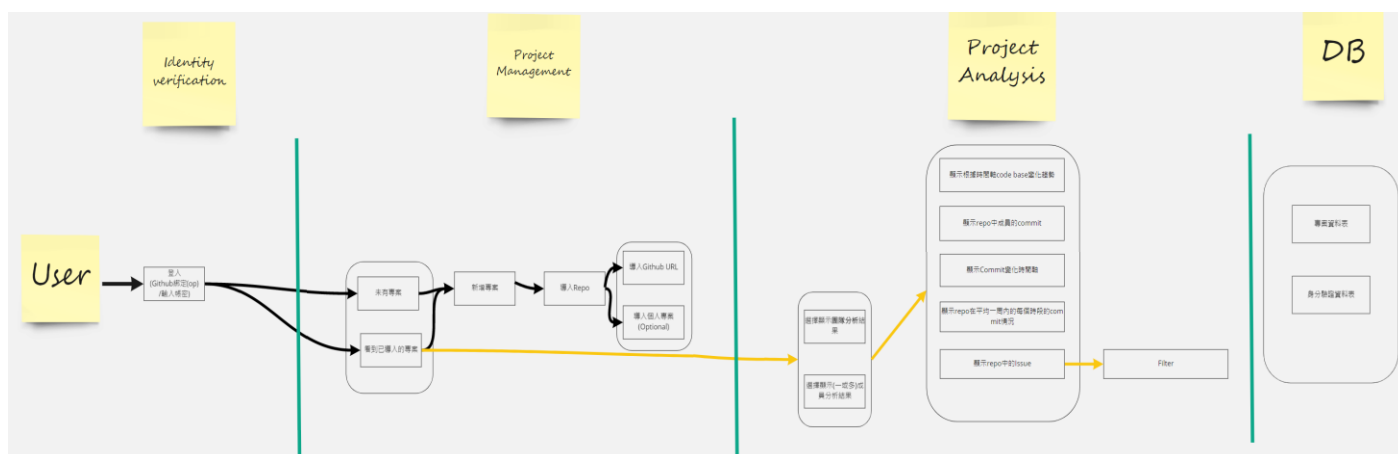 Identity
verification
Project
Management
Project
Analysis
DB
User
登入
(Github綁定(op)
/輸入帳密)
未有專案
看到已匯入的專案
新增專案
匯入Repo
匯入Github URL
匯入個人專案
(Optional)
選擇顯示團隊分析結
果
選擇顯示(一或多)成
員分析結果
顯示根據時間軸code base變化趨勢
顯示repo中成員的commit
顯示Commit變化時間軸
顯示repo在平均一周內的每個時段的com
mit情況
顯示repo中的Issue
Filter
專案資料表
身分驗證資料表